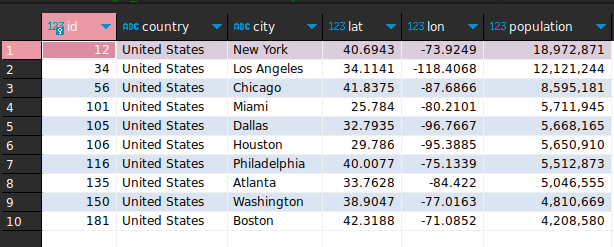 123 id ABC country ABC city 123 lat 123 lon 123 population
1 12 United States New York 40.6943 -73.9249 18,972,871
2 34 United States Los Angeles 34.1141 -118.4068 12,121,244
3 56 United States Chicago 41.8375 -87.6866 8,595,181
4 101 United States Miami 25.784 -80.2101 5,711,945
5 105 United States Dallas 32.7935 -96.7667 5,668,165
6 106 United States Houston 29.786 -95.3885 5,650,910
7 116 United States Philadelphia 40.0077 -75.1339 5,512,873
8 135 United States Atlanta 33.7628 -84.422 5,046,555
9 150 United States Washington 38.9047 -77.0163 4,810,669
10 181 United States Boston 42.3188 -71.0852 4,208,580